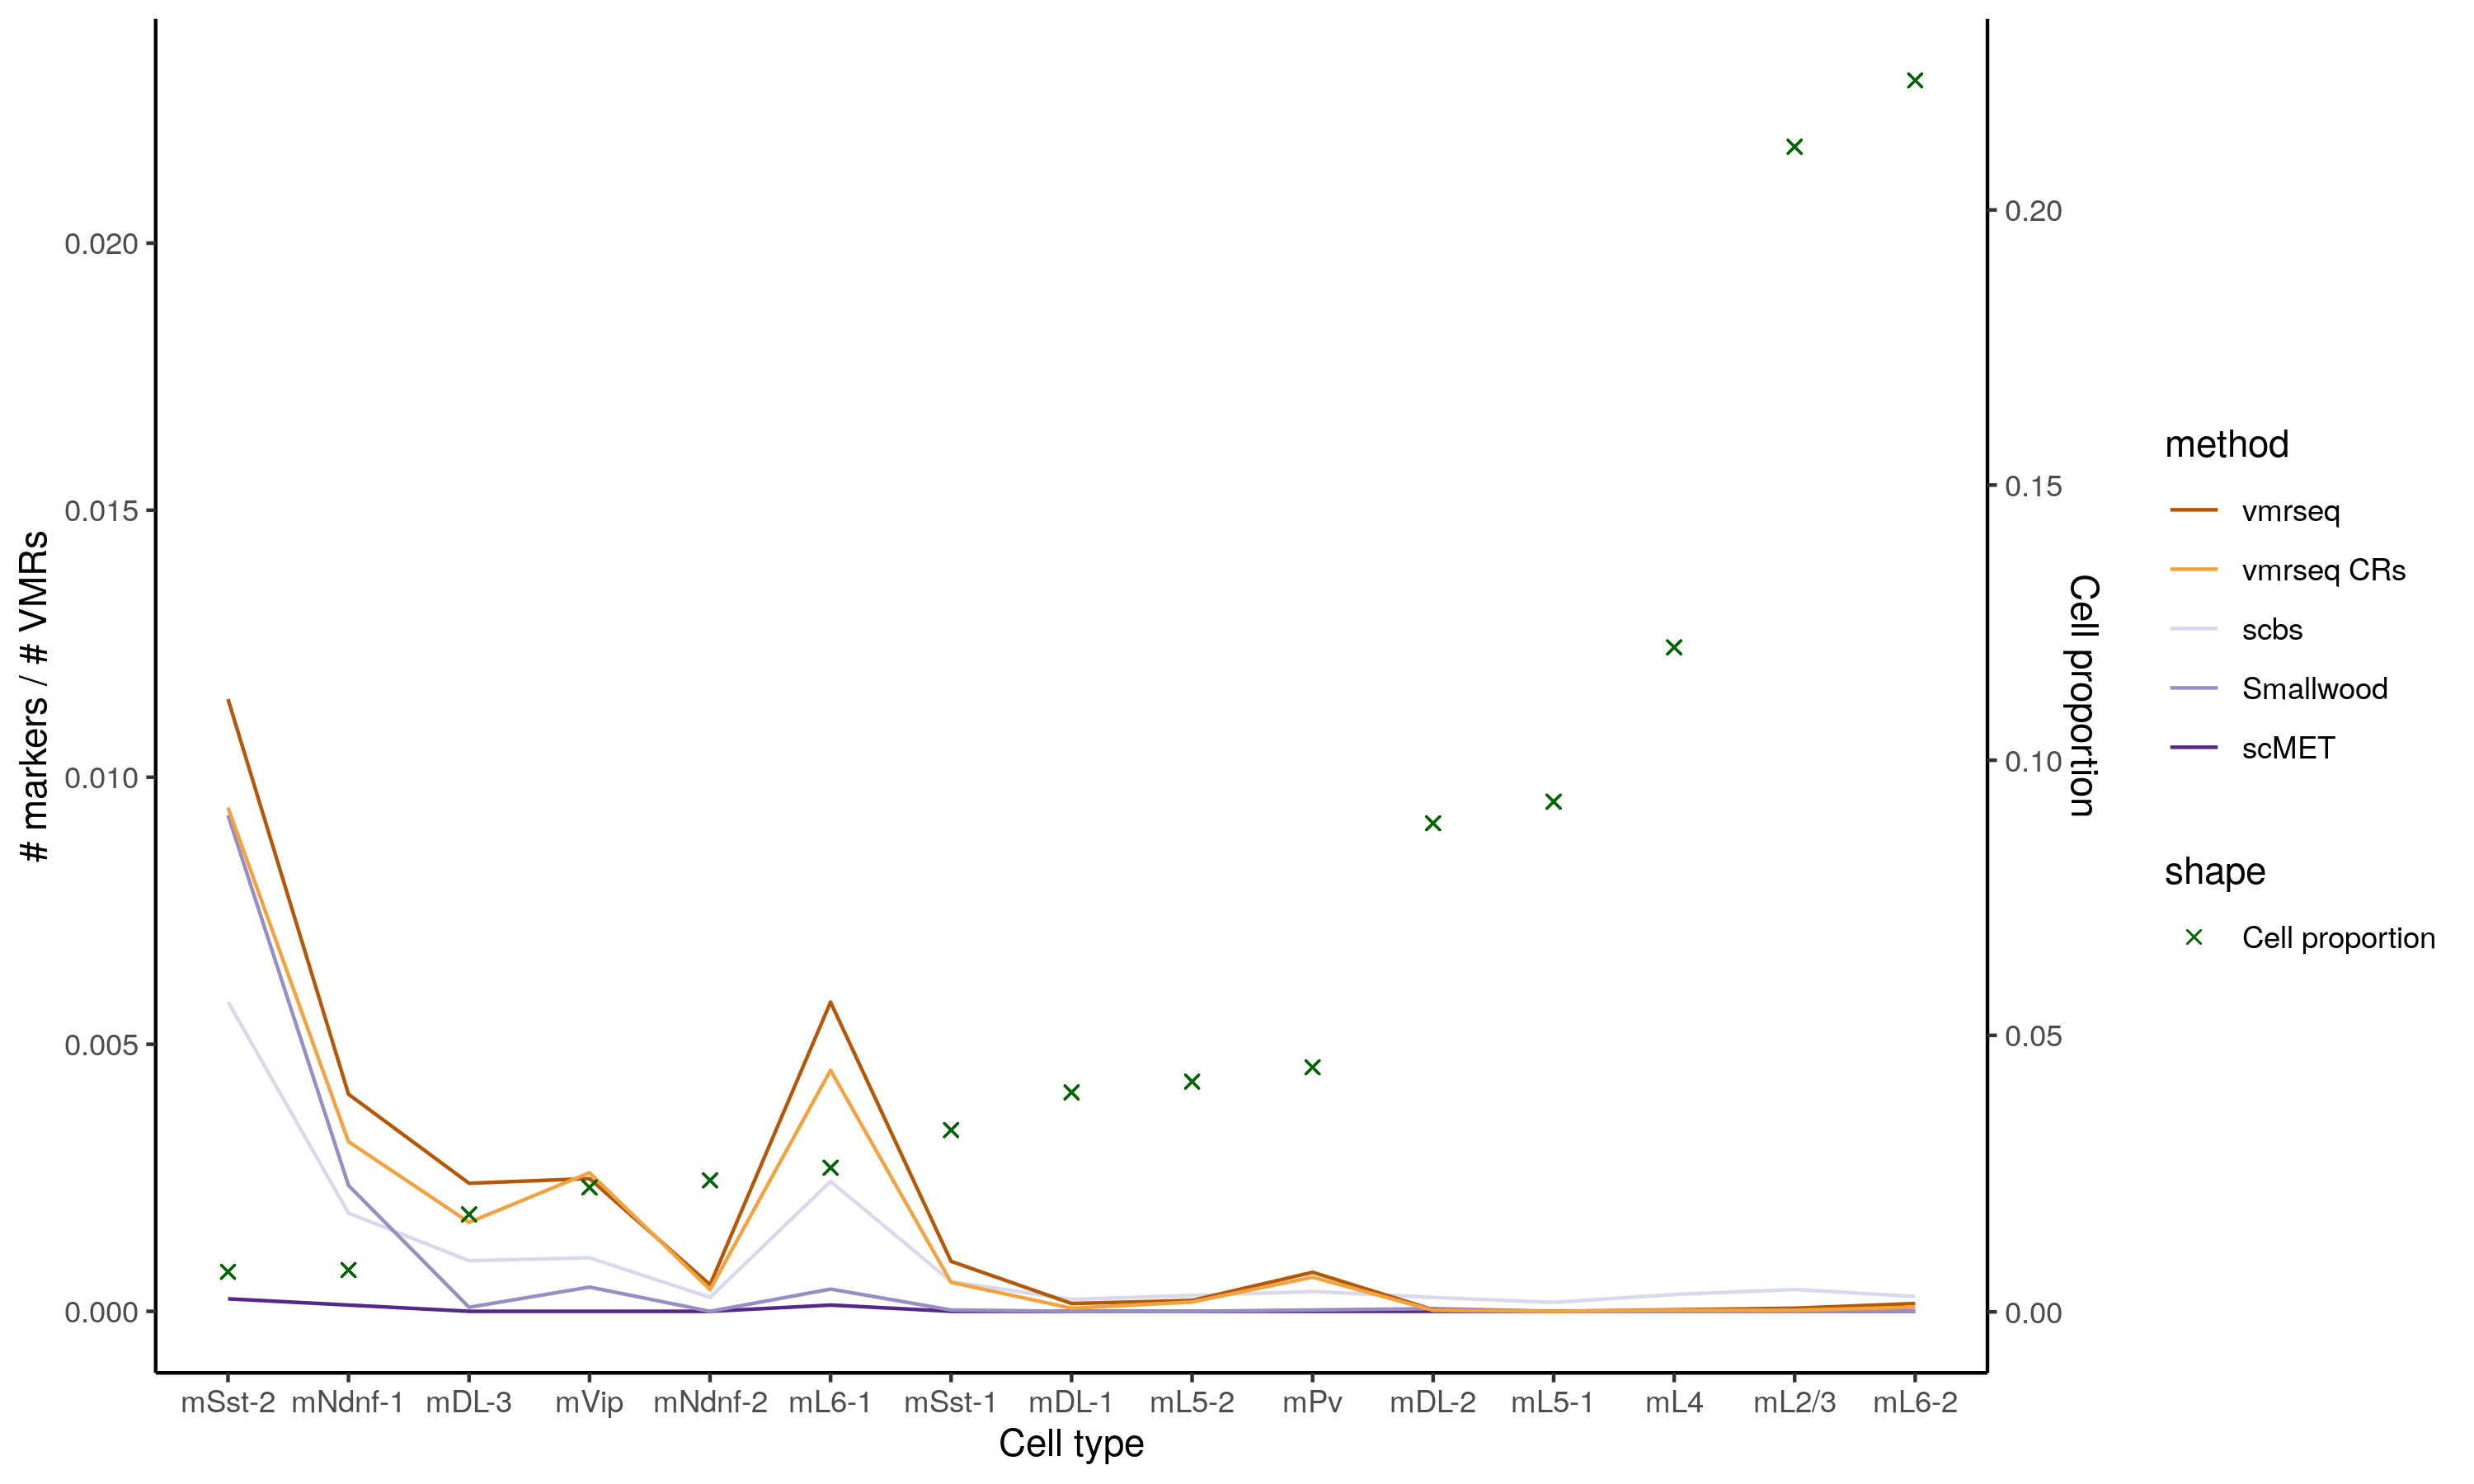 # markers / # VMRs
0.020
0.015
0.010
0.005
0.000
mSst-2 mNdnf-1 mDL-3 mVip mNdnf-2 mL6-1 mSst-1 mDL-1 mL5-2 mPv mDL-2 mL5-1 mL4 mL2/3 mL6-2
Cell type
0.20
0.15
0.10
0.05
0.00
Cell proportion
method
vmrseq
vmrseq CRs
scbs
Smallwood
scMET
shape
Cell proportion